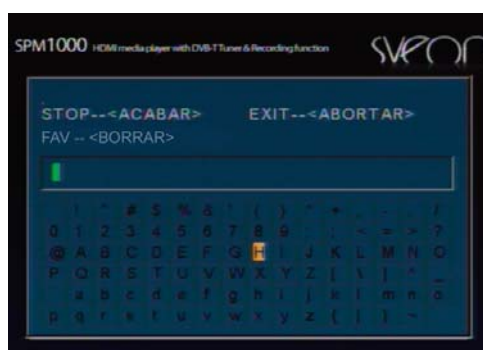 SPM1000 HDMI media player with DVB-T Tuner & Recording function
sveon
STOP--<ACABAR> EXIT--<ABORTAR>
FAV -- <BORRAR>
! " # $ % & ' ( ) * + , - . /
0 1 2 3 4 5 6 7 8 9 : ; < = > ?
@ A B C D E F G H I J K L M N O
P Q R S T U V W X Y Z [ \ ] ^ _
a b c d e f g h i j k l m n o
p q r s t u v w x y z { | } ~